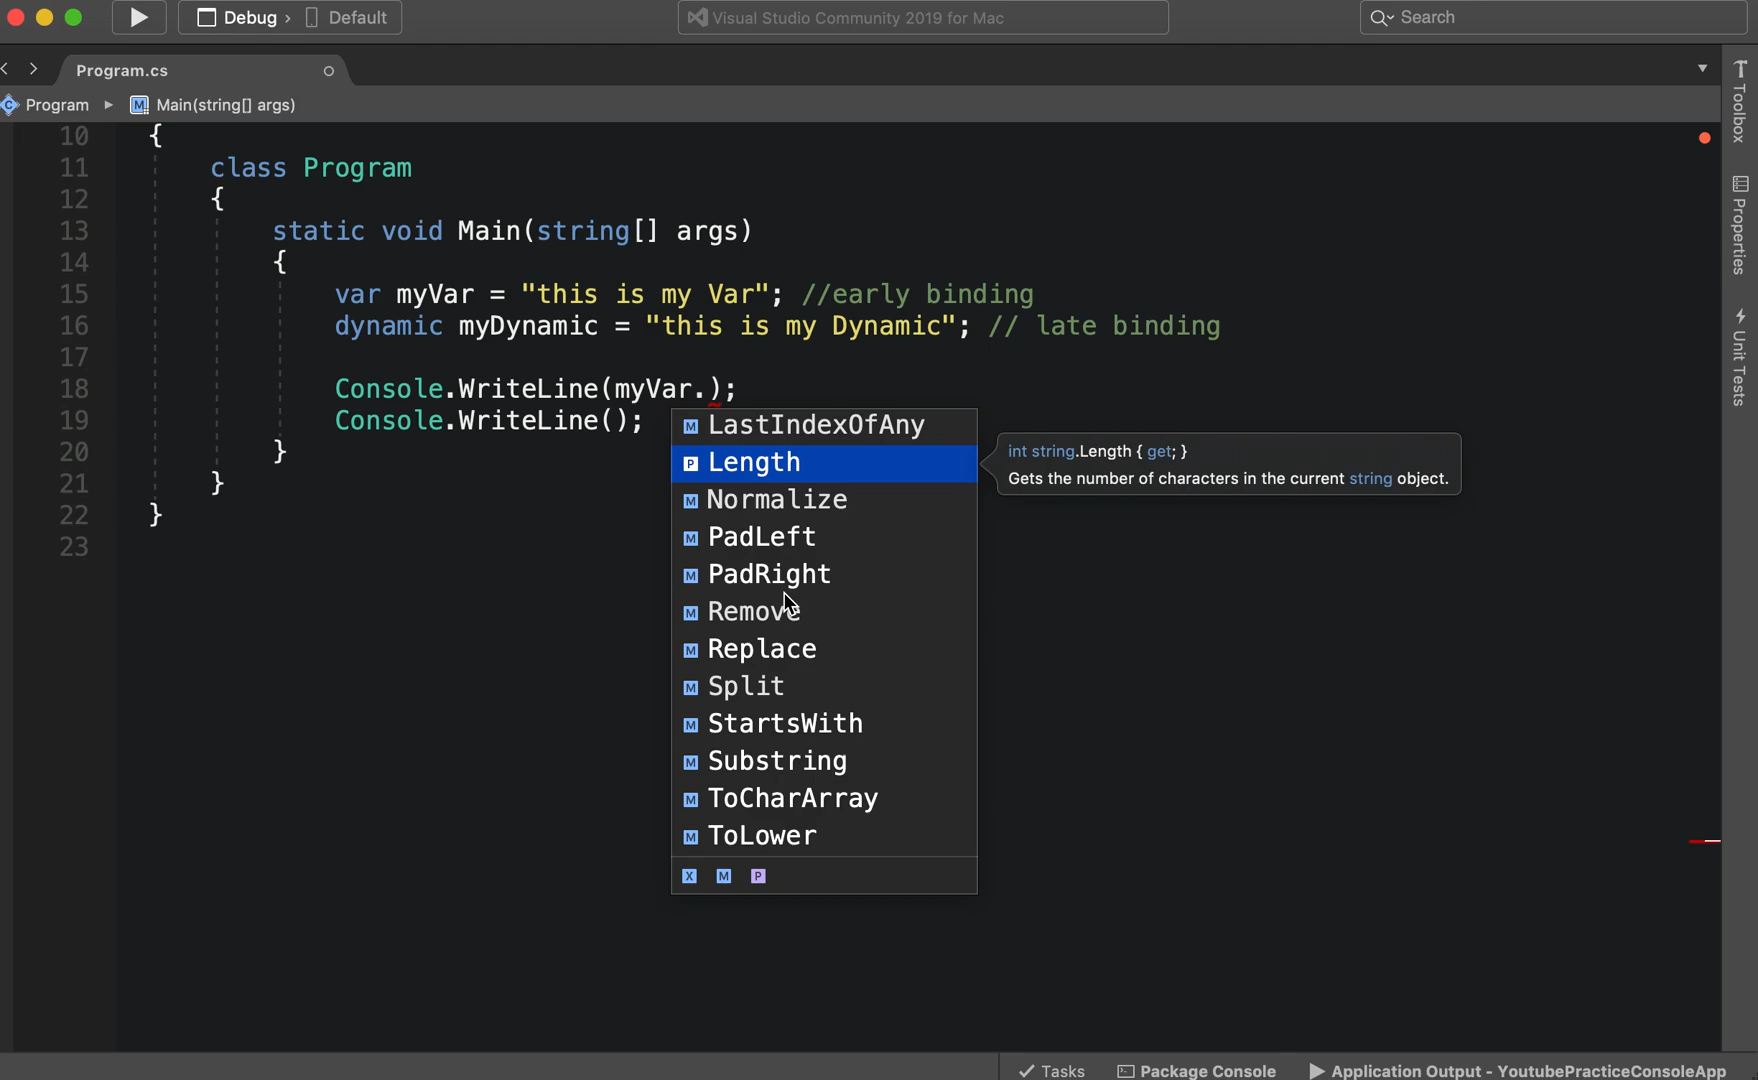 Debug › Default
Visual Studio Community 2019 for Mac
Search
Program.cs
Program ▸ M Main(string[] args)
10 {
11 class Program
12 {
13 static void Main(string[] args)
14 {
15 var myVar = "this is my Var"; //early binding
16 dynamic myDynamic = "this is my Dynamic"; // late binding
17
18 Console.WriteLine(myVar.);
19 Console.WriteLine();
20 }
21 }
22 }
23
M LastIndexOfAny
P Length
M Normalize
M PadLeft
M PadRight
M Remove
M Replace
M Split
M StartsWith
M Substring
M ToCharArray
M ToLower
X M P
int string.Length { get; }
Gets the number of characters in the current string object.
Toolbox
Properties
Unit Tests
Tasks
Package Console
Application Output - YoutubePracticeConsoleApp